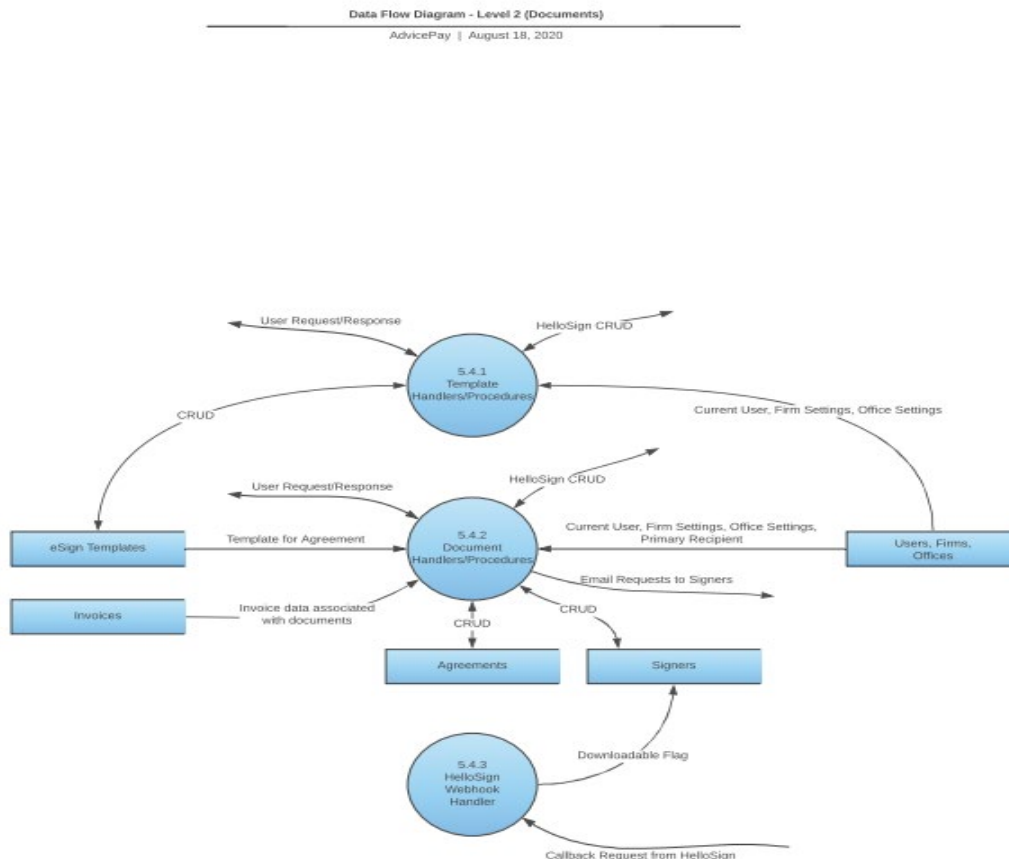 Data Flow Diagram - Level 2 (Documents)
AdvicePay | August 18, 2020
User Request/Response
HelloSign CRUD
5.4.1
Template
Handlers/Procedures
CRUD
Current User, Firm Settings, Office Settings
HelloSign CRUD
User Request/Response
5.4.2
Document
Handlers/Procedures
eSign Templates
Template for Agreement
Current User, Firm Settings, Office Settings,
Primary Recipient
Users, Firms,
Offices
Email Requests to Signers
Invoices
Invoice data associated
with documents
CRUD
CRUD
Agreements
Signers
Downloadable Flag
5.4.3
HelloSign
Webhook
Handler
Callback Request from HelloSign